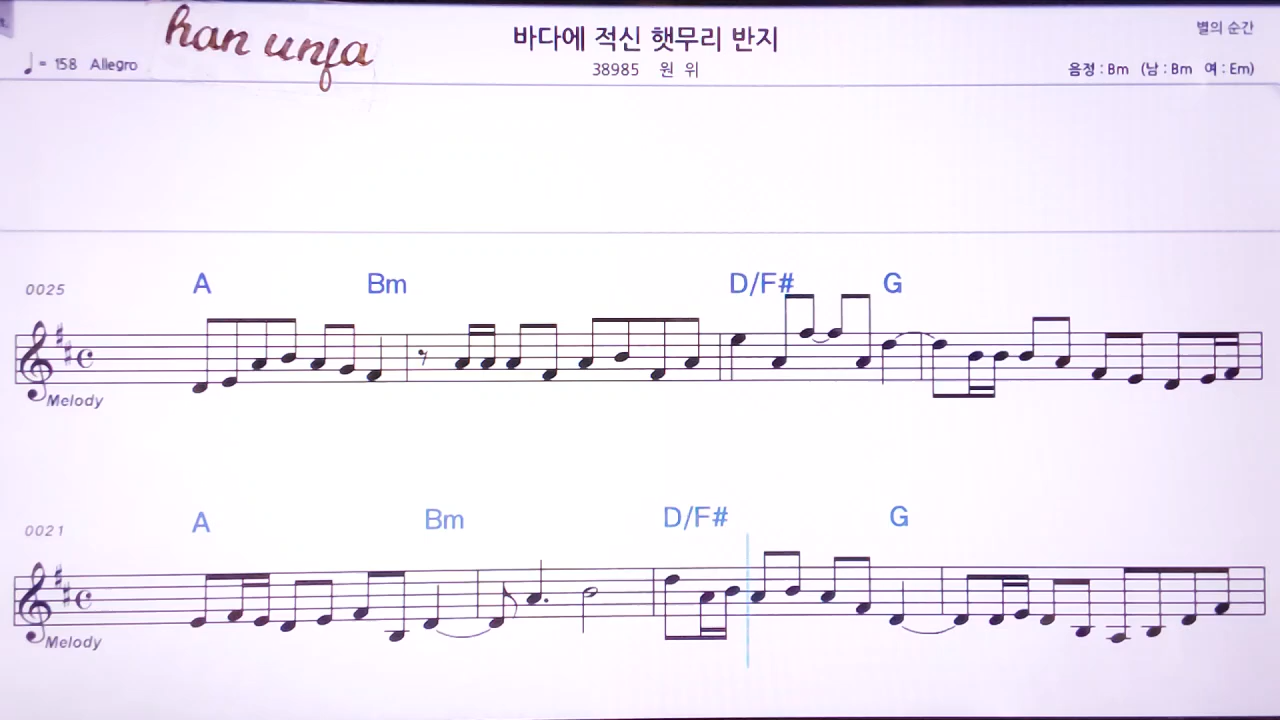 han unja
바다에 적신 햇무리 반지
별의 순간
♩= 158 Allegro
38985 원 위
음정 : Bm (남 : Bm 여 : Em)
0025
A Bm D/F# G
Melody
0021
A Bm D/F# G
Melody